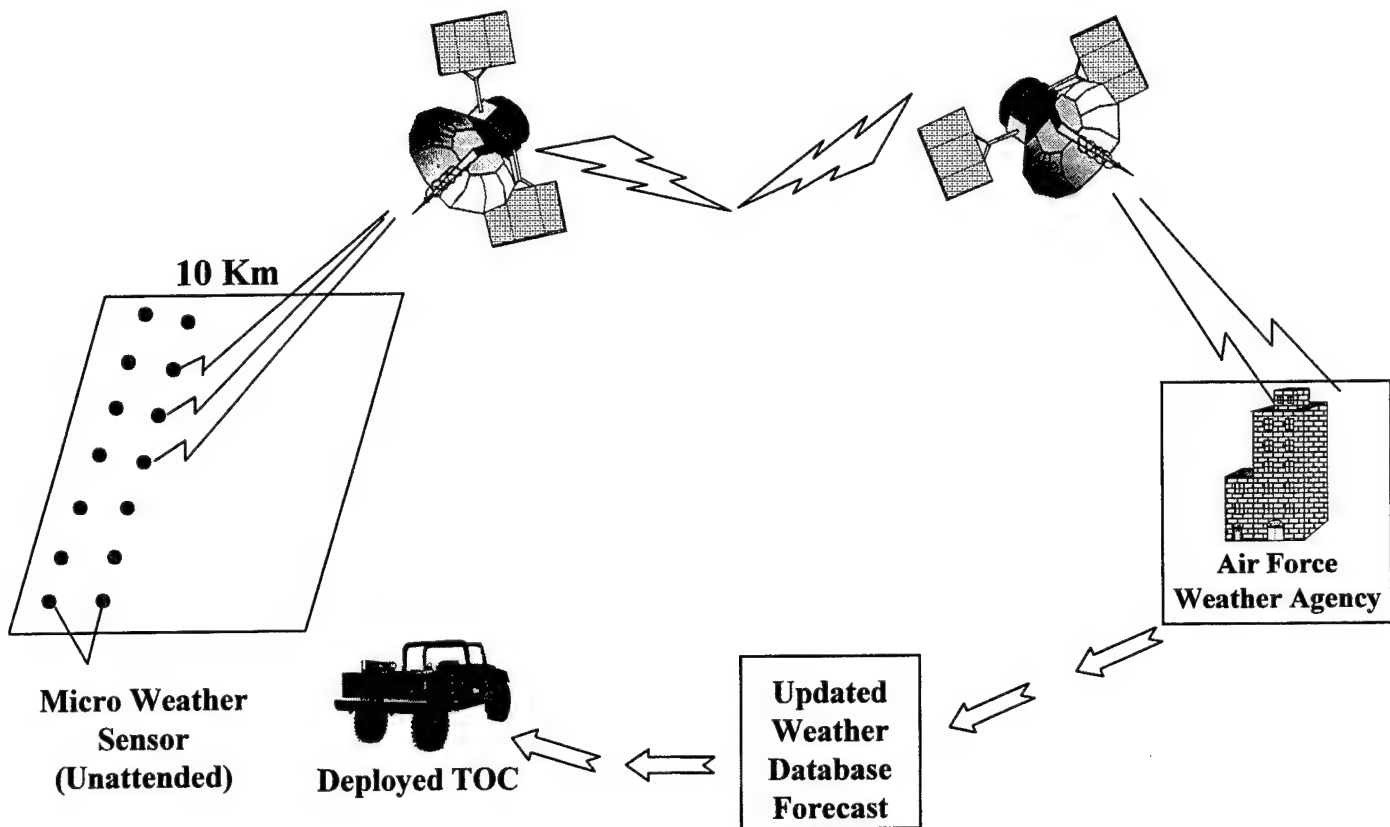 10 Km
Micro Weather
Sensor
(Unattended)
Deployed TOC
Updated
Weather
Database
Forecast
Air Force
Weather Agency